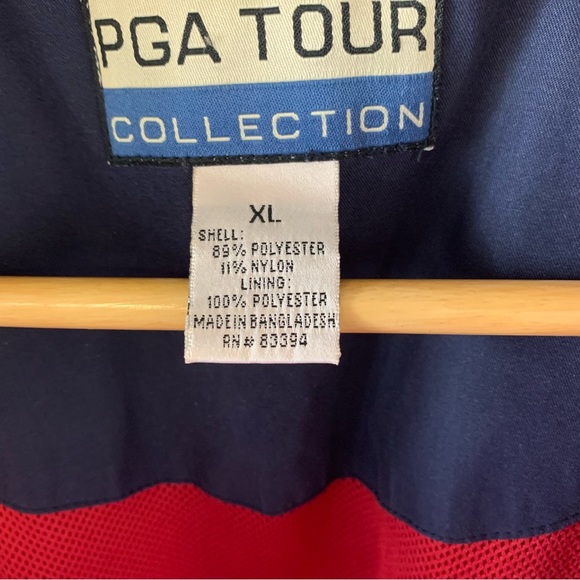 PGA TOUR
COLLECTION
XL
SHELL:
89% POLYESTER
11% NYLON
LINING:
100% POLYESTER
MADE IN BANGLADESH
RN# 83394